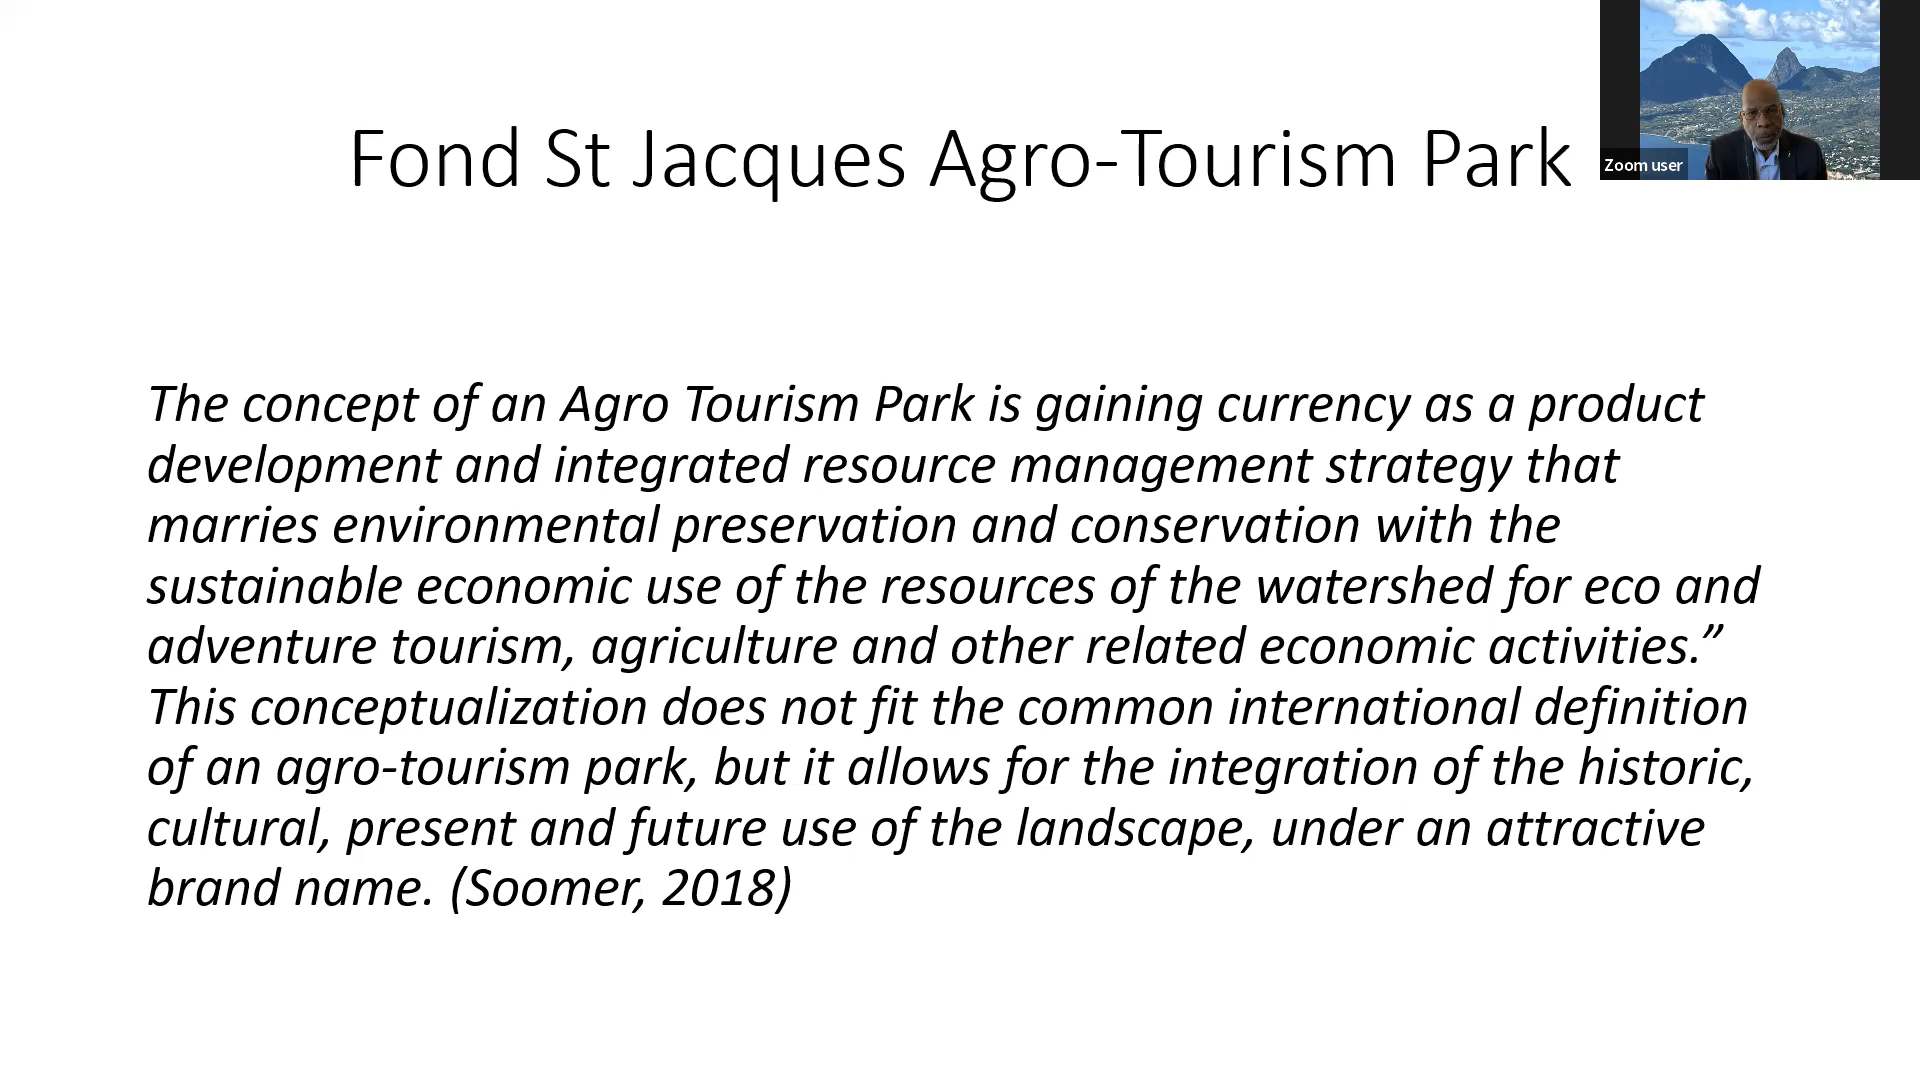 Fond St Jacques Agro-Tourism Park
Zoom user
The concept of an Agro Tourism Park is gaining currency as a product
development and integrated resource management strategy that
marries environmental preservation and conservation with the
sustainable economic use of the resources of the watershed for eco and
adventure tourism, agriculture and other related economic activities.”
This conceptualization does not fit the common international definition
of an agro-tourism park, but it allows for the integration of the historic,
cultural, present and future use of the landscape, under an attractive
brand name. (Soomer, 2018)